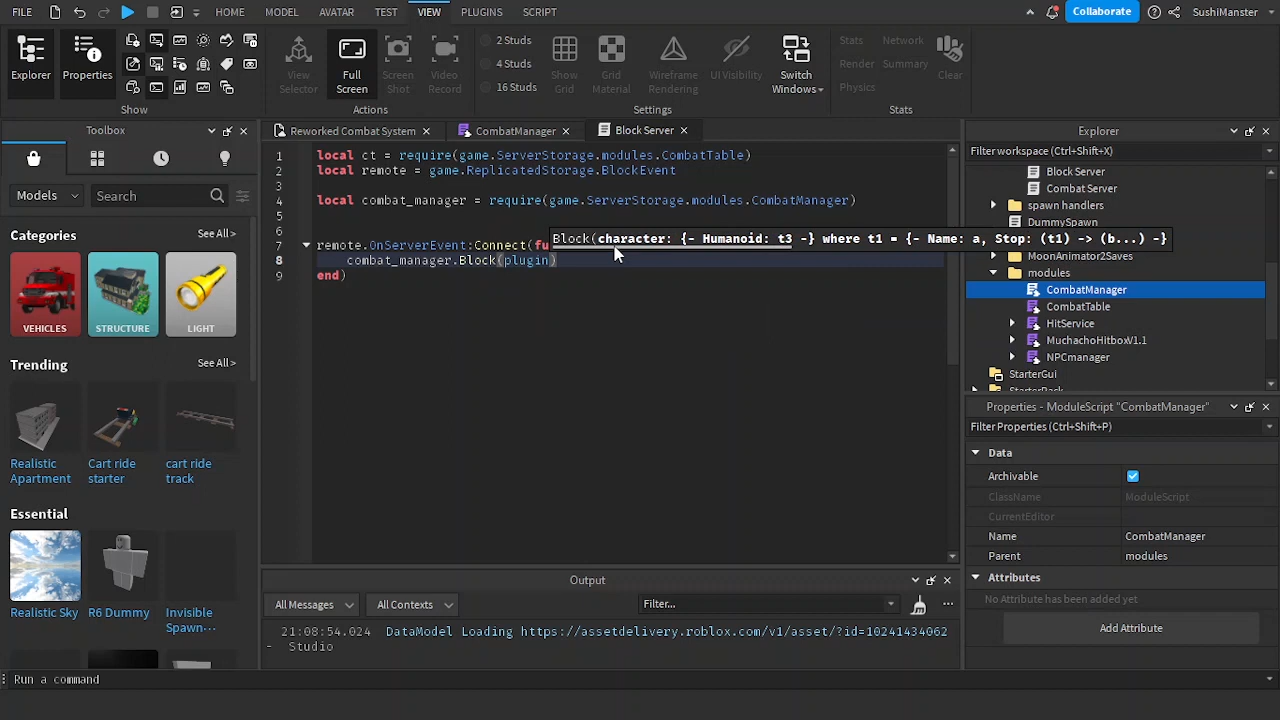 FILE HOME MODEL AVATAR TEST VIEW PLUGINS SCRIPT Collaborate SushiManster
Explorer Properties View Selector Full Screen Screen Shot Video Record 2 Studs 4 Studs 16 Studs Show Grid Grid Material Wireframe Rendering UI Visibility Switch Windows Stats Network Render Summary Physics Clear
Show Actions Settings Stats
Toolbox
Models Search
Categories See All >
VEHICLES STRUCTURE LIGHT
Trending See All >
Realistic Apartment
Cart ride starter
cart ride track
Essential See All >
Realistic Sky
R6 Dummy
Invisible Spawn...
Reworked Combat System × CombatManager × Block Server ×
1 local ct = require(game.ServerStorage.modules.CombatTable)
2 local remote = game.ReplicatedStorage.BlockEvent
3
4 local combat_manager = require(game.ServerStorage.modules.CombatManager)
5
6
7 remote.OnServerEvent:Connect(fu
Block(character: {- Humanoid: t3 -} where t1 = {- Name: a, Stop: (t1) -> (b...) -}
8 combat_manager.Block(plugin)
9 end)
Output
All Messages All Contexts Filter...
21:08:54.024 DataModel Loading https://assetdelivery.roblox.com/v1/asset/?id=10241434062
- Studio
Run a command
Explorer
Filter workspace (Ctrl+Shift+X)
Block Server
Combat Server
spawn handlers
DummySpawn
MoonAnimator2Saves
modules
CombatManager
CombatTable
HitService
MuchachoHitboxV1.1
NPCmanager
StarterGui
StarterPack
Properties - ModuleScript "CombatManager"
Filter Properties (Ctrl+Shift+P)
Data
Archivable
ClassName ModuleScript
CurrentEditor
Name CombatManager
Parent modules
Attributes
No Attribute has been added yet
Add Attribute